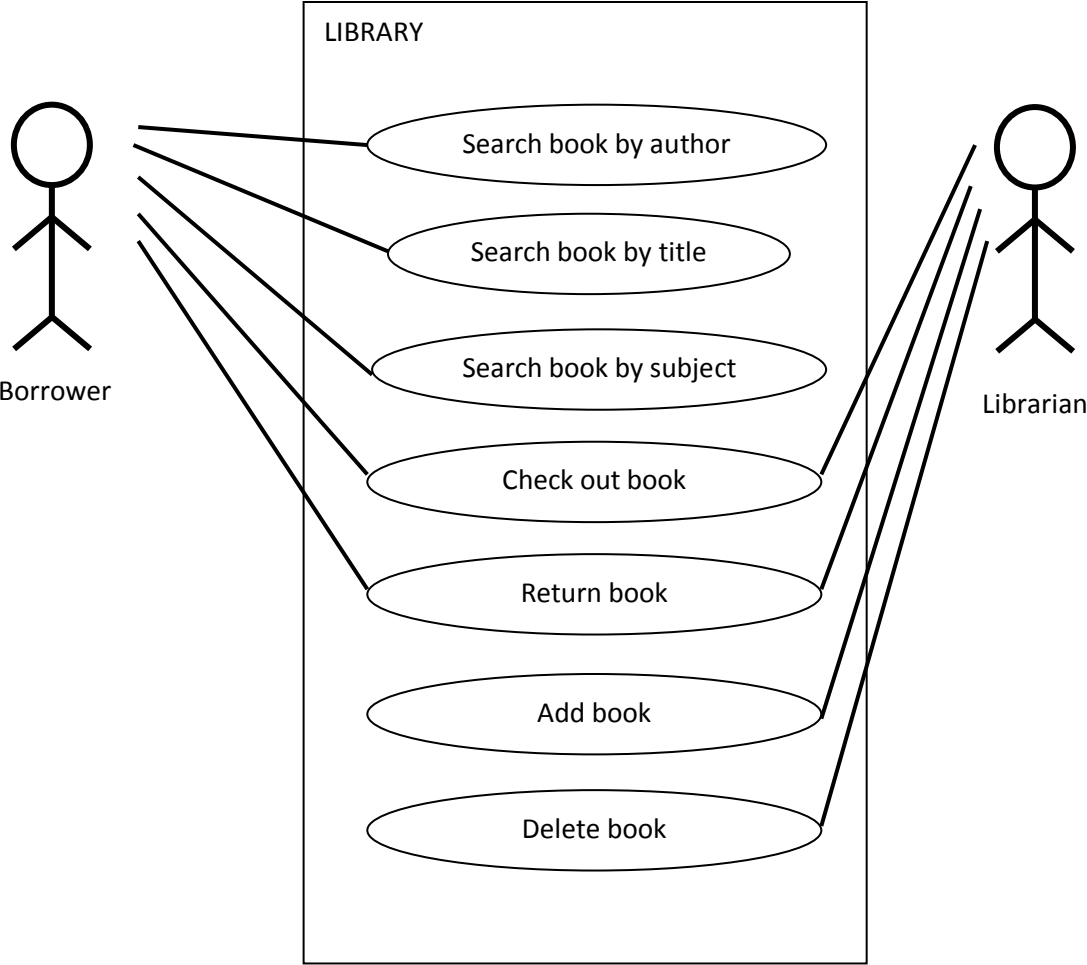 LIBRARY
Search book by author
Search book by title
Search book by subject
Borrower
Librarian
Check out book
Return book
Add book
Delete book